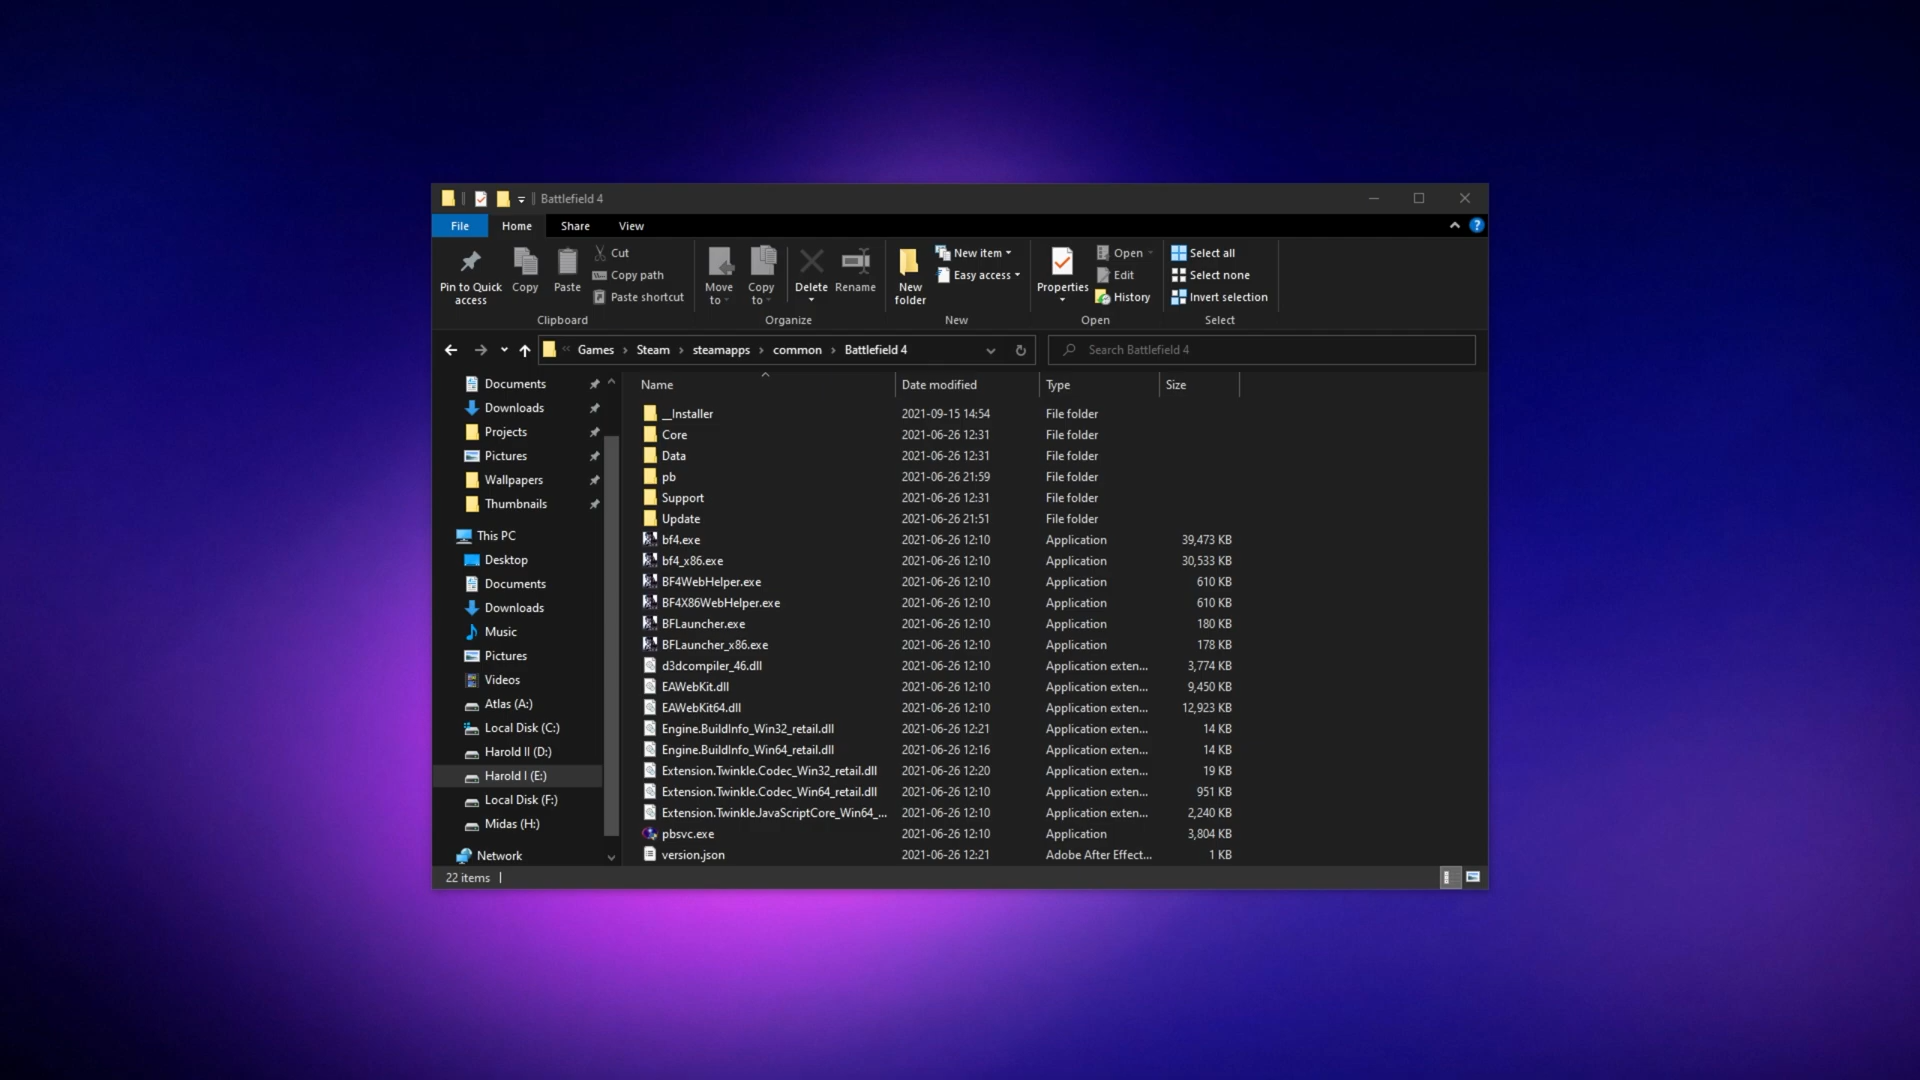 Battlefield 4
File Home Share View
Pin to Quick access
Copy
Paste
Cut
Copy path
Paste shortcut
Clipboard
Move to
Copy to
Delete
Rename
Organize
New folder
New item
Easy access
New
Properties
Open
Edit
History
Open
Select all
Select none
Invert selection
Select
Games › Steam › steamapps › common › Battlefield 4
Search Battlefield 4
Documents
Downloads
Projects
Pictures
Wallpapers
Thumbnails
This PC
Desktop
Documents
Downloads
Music
Pictures
Videos
Atlas (A:)
Local Disk (C:)
Harold II (D:)
Harold I (E:)
Local Disk (F:)
Midas (H:)
Network
Name Date modified Type Size
__Installer 2021-09-15 14:54 File folder
Core 2021-06-26 12:31 File folder
Data 2021-06-26 12:31 File folder
pb 2021-06-26 21:59 File folder
Support 2021-06-26 12:31 File folder
Update 2021-06-26 21:51 File folder
bf4.exe 2021-06-26 12:10 Application 39,473 KB
bf4_x86.exe 2021-06-26 12:10 Application 30,533 KB
BF4WebHelper.exe 2021-06-26 12:10 Application 610 KB
BF4X86WebHelper.exe 2021-06-26 12:10 Application 610 KB
BFLauncher.exe 2021-06-26 12:10 Application 180 KB
BFLauncher_x86.exe 2021-06-26 12:10 Application 178 KB
d3dcompiler_46.dll 2021-06-26 12:10 Application exten... 3,774 KB
EAWebKit.dll 2021-06-26 12:10 Application exten... 9,450 KB
EAWebKit64.dll 2021-06-26 12:10 Application exten... 12,923 KB
Engine.BuildInfo_Win32_retail.dll 2021-06-26 12:21 Application exten... 14 KB
Engine.BuildInfo_Win64_retail.dll 2021-06-26 12:16 Application exten... 14 KB
Extension.Twinkle.Codec_Win32_retail.dll 2021-06-26 12:20 Application exten... 19 KB
Extension.Twinkle.Codec_Win64_retail.dll 2021-06-26 12:10 Application exten... 951 KB
Extension.Twinkle.JavaScriptCore_Win64_... 2021-06-26 12:10 Application exten... 2,240 KB
pbsvc.exe 2021-06-26 12:10 Application 3,804 KB
version.json 2021-06-26 12:21 Adobe After Effect... 1 KB
22 items